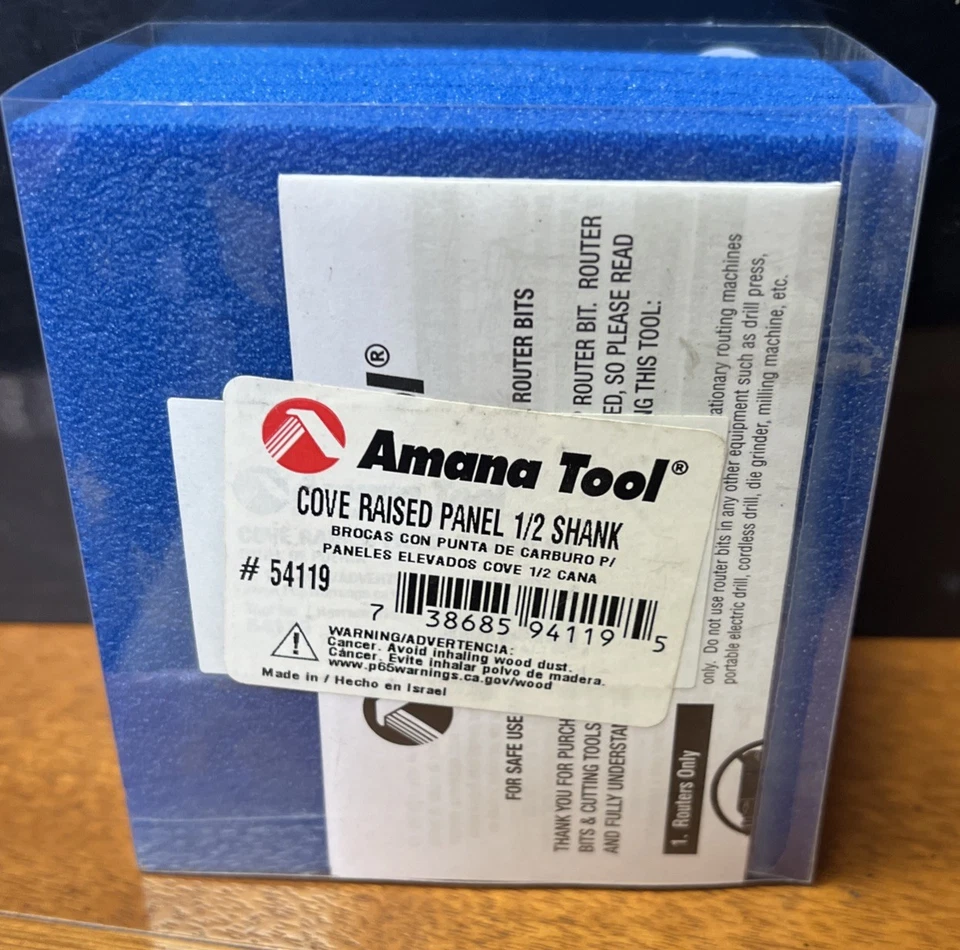 Amana Tool®
COVE RAISED PANEL 1/2 SHANK
BROCAS CON PUNTA DE CARBURO P/
PANELES ELEVADOS COVE 1/2 CANA
# 54119
7 38685 94119 5
WARNING/ADVERTENCIA:
Cancer. Avoid inhaling wood dust.
Cáncer. Evite inhalar polvo de madera.
www.p65warnings.ca.gov/wood
Made in / Hecho en Israel
®
FOR SAFE USE ROUTER BITS
THANK YOU FOR PURCH ROUTER BIT. ROUTER
BITS & CUTTING TOOLS ED, SO PLEASE READ
AND FULLY UNDERSTA NG THIS TOOL:
1. Routers Only
ationary routing machines
only. Do not use router bits in any other equipment such as drill press,
portable electric drill, cordless drill, die grinder, milling machine, etc.